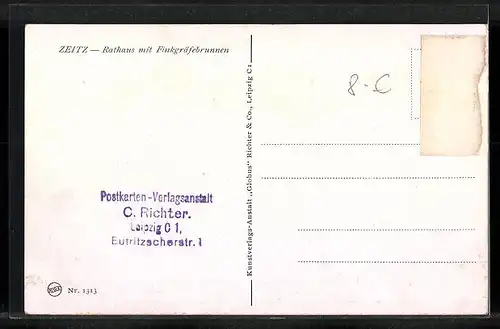 ZEITZ — Rathaus mit Finkgräfebrunnen
8.-€
Kunstverlags-Anstalt „Globus" Richter & Co., Leipzig C1
Postkarten-Verlagsanstalt
C. Richter.
Leipzig C 1,
Eutritzscherstr. 1
Nr. 1313